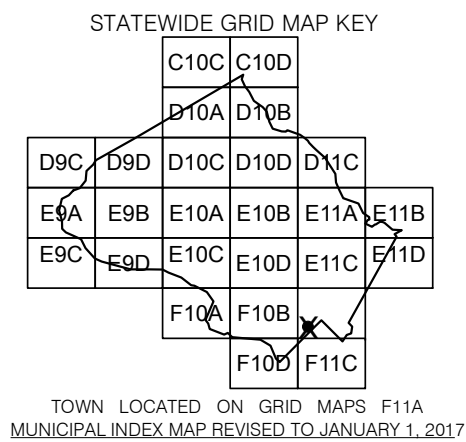 STATEWIDE GRID MAP KEY
C10C C10D
D10A D10B
D9C D9D D10C D10D D11C
E9A E9B E10A E10B E11A E11B
E9C E9D E10C E10D E11C E11D
F10A F10B X
F10D F11C
TOWN LOCATED ON GRID MAPS F11A
MUNICIPAL INDEX MAP REVISED TO JANUARY 1, 2017